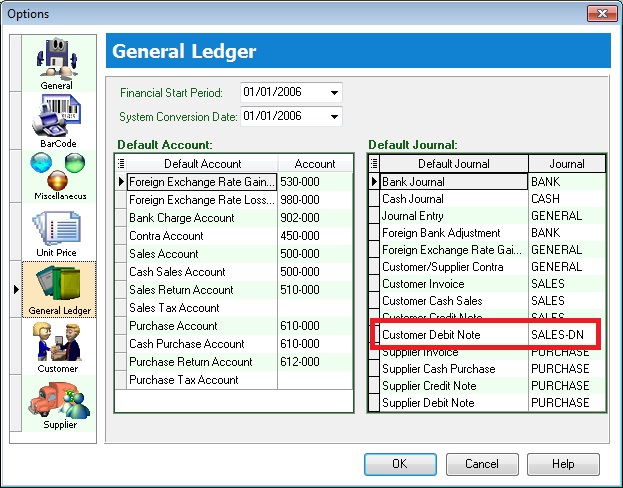 Options
General
BarCode
Miscellaneous
Unit Price
General Ledger
Customer
Supplier
General Ledger
Financial Start Period: 01/01/2006
System Conversion Date: 01/01/2006
Default Account:
Default Account Account
Foreign Exchange Rate Gain... 530-000
Foreign Exchange Rate Loss... 980-000
Bank Charge Account 902-000
Contra Account 450-000
Sales Account 500-000
Cash Sales Account 500-000
Sales Return Account 510-000
Sales Tax Account
Purchase Account 610-000
Cash Purchase Account 610-000
Purchase Return Account 612-000
Purchase Tax Account
Default Journal:
Default Journal Journal
Bank Journal BANK
Cash Journal CASH
Journal Entry GENERAL
Foreign Bank Adjustment BANK
Foreign Exchange Rate Gai... GENERAL
Customer/Supplier Contra GENERAL
Customer Invoice SALES
Customer Cash Sales SALES
Customer Credit Note SALES
Customer Debit Note SALES-DN
Supplier Invoice PURCHASE
Supplier Cash Purchase PURCHASE
Supplier Credit Note PURCHASE
Supplier Debit Note PURCHASE
OK Cancel Help